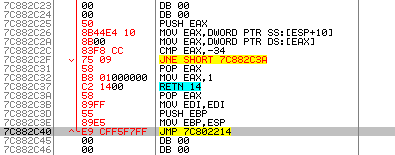 7C882C23 00 DB 00
7C882C24 00 DB 00
7C882C25 50 PUSH EAX
7C882C26 8B44E4 10 MOV EAX,DWORD PTR SS:[ESP+10]
7C882C2A 8B00 MOV EAX,DWORD PTR DS:[EAX]
7C882C2C 83F8 CC CMP EAX,-34
7C882C2F 75 09 JNE SHORT 7C882C3A
7C882C31 58 POP EAX
7C882C32 B8 01000000 MOV EAX,1
7C882C37 C2 1400 RETN 14
7C882C3A 58 POP EAX
7C882C3B 89FF MOV EDI,EDI
7C882C3D 55 PUSH EBP
7C882C3E 89E5 MOV EBP,ESP
7C882C40 E9 CFF5F7FF JMP 7C802214
7C882C45 00 DB 00
7C882C46 00 DB 00